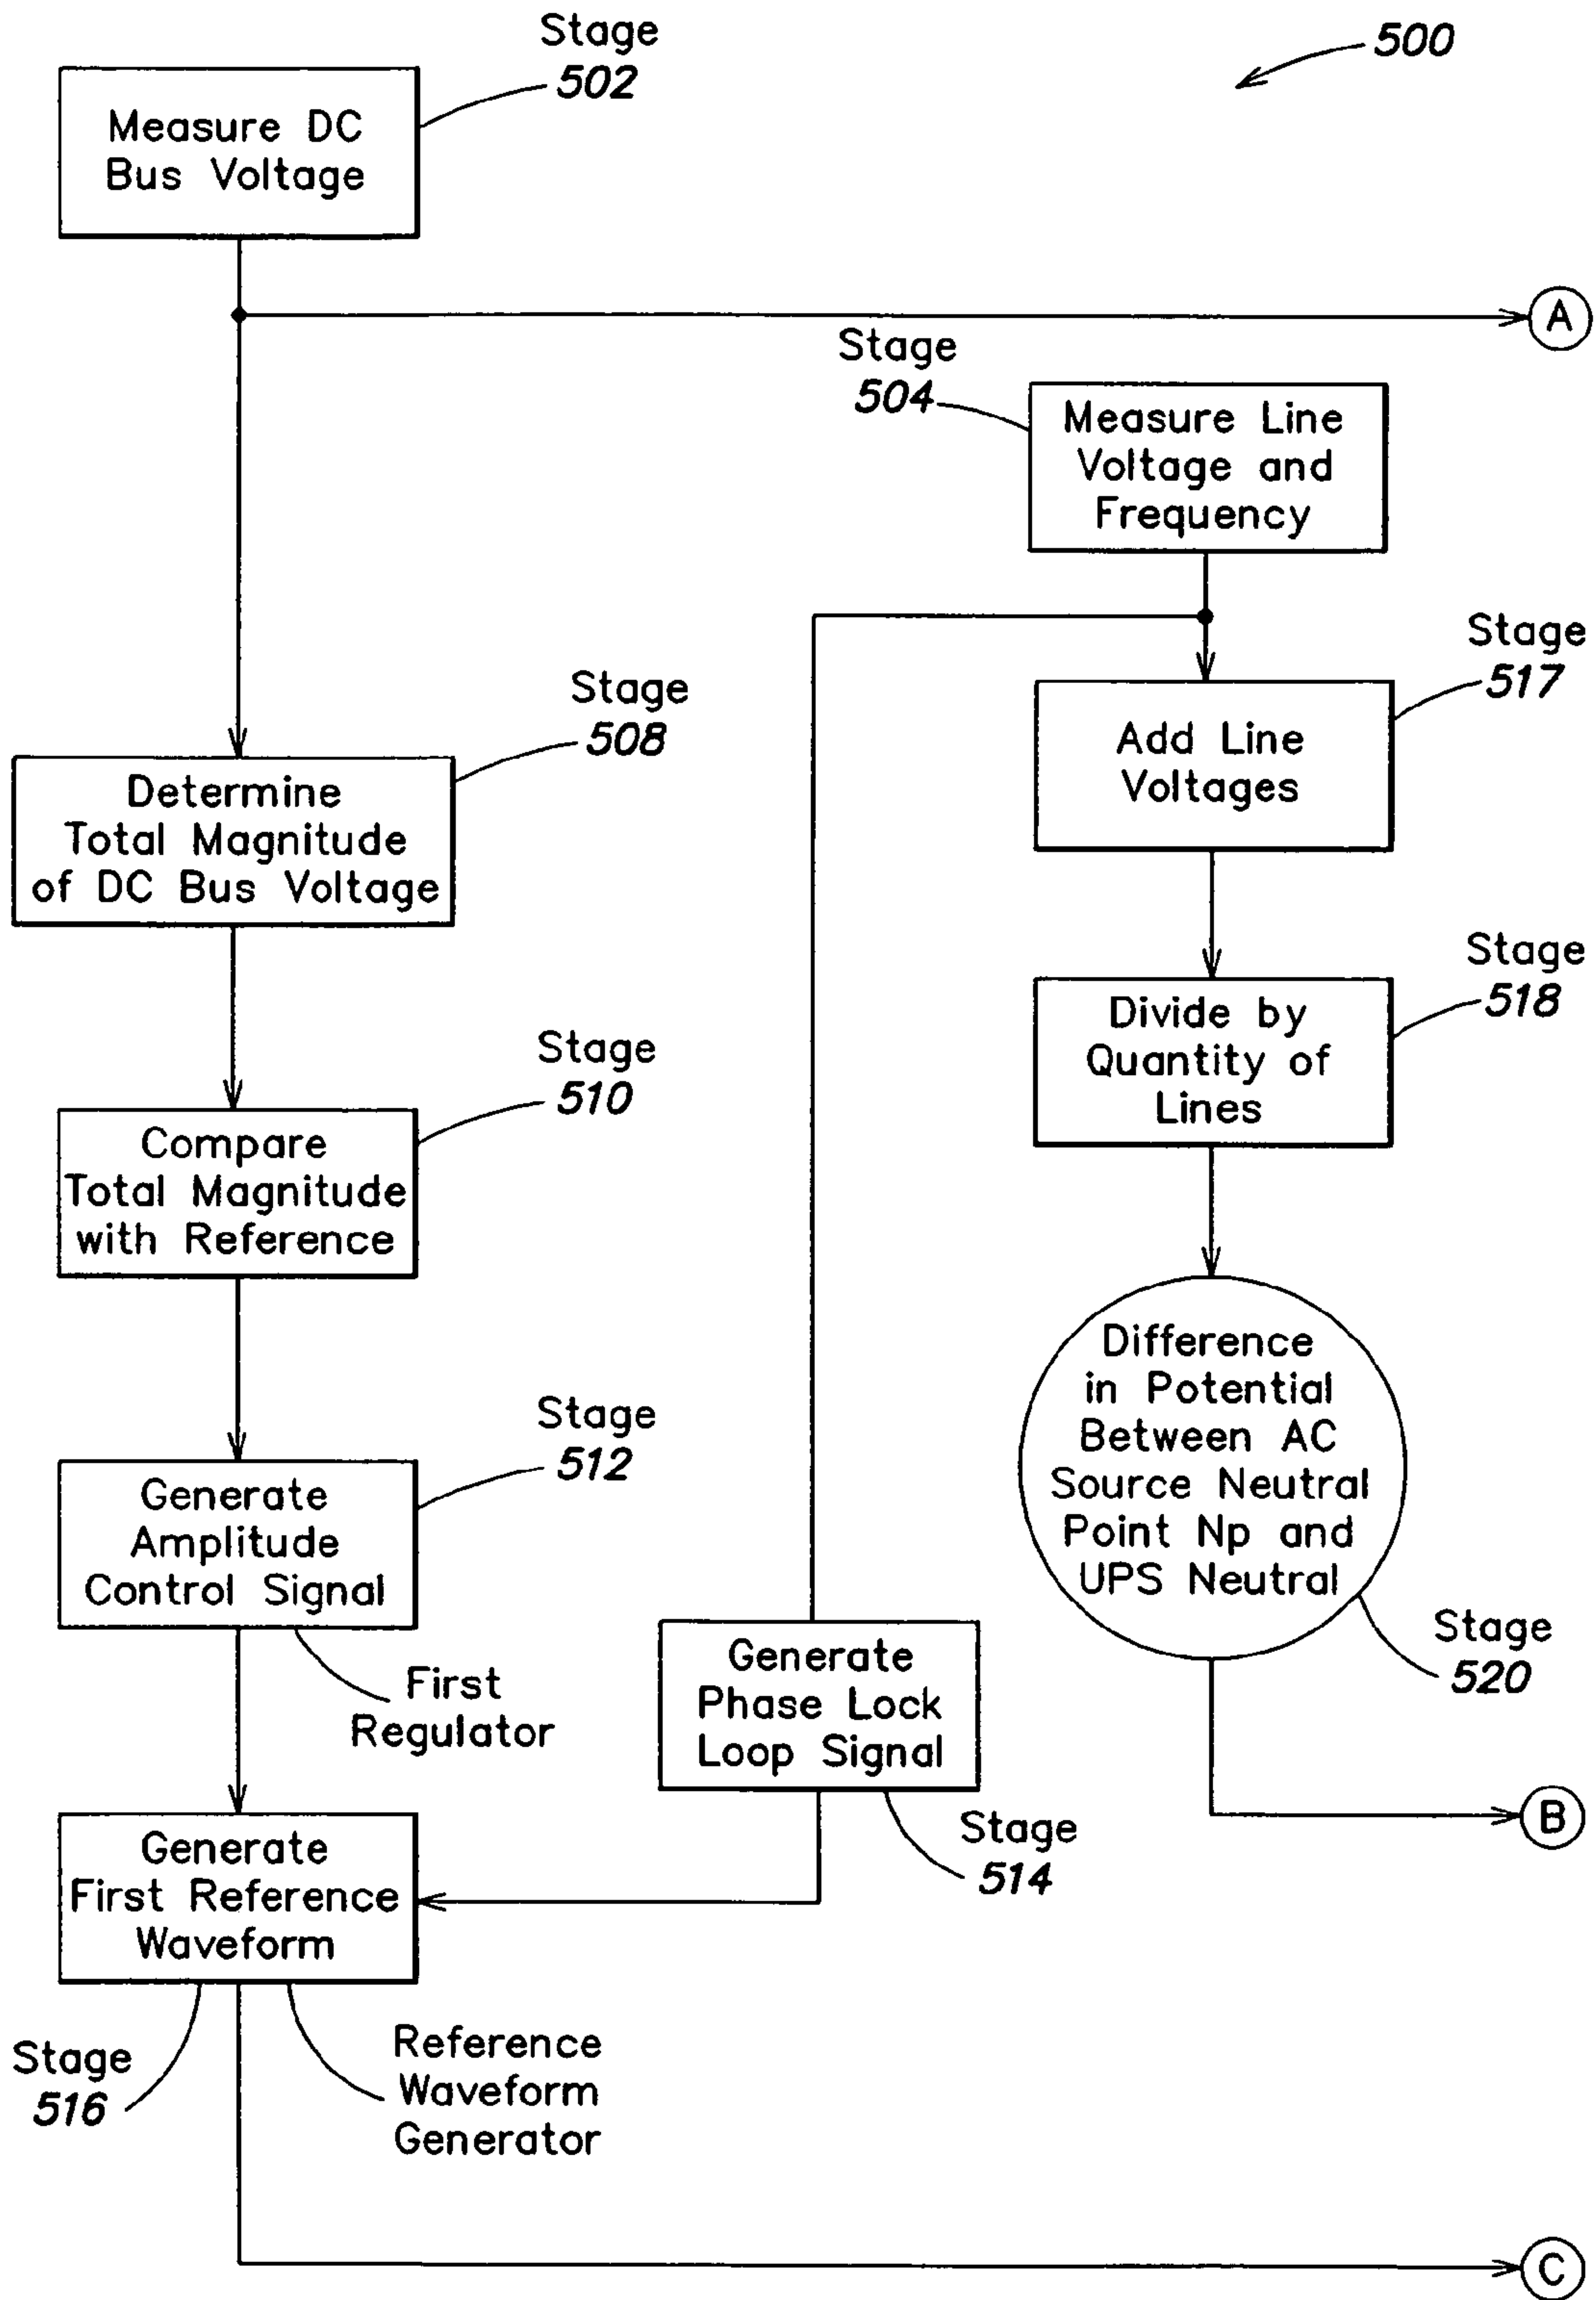 Stage
502
500
Measure DC
Bus Voltage
A
Stage
504
Measure Line
Voltage and
Frequency
Stage
517
Add Line
Voltages
Stage
508
Determine
Total Magnitude
of DC Bus Voltage
Stage
518
Divide by
Quantity of
Lines
Stage
510
Compare
Total Magnitude
with Reference
Difference
in Potential
Between AC
Source Neutral
Point Np and
UPS Neutral
Stage
520
Stage
512
Generate
Amplitude
Control Signal
First
Regulator
Generate
Phase Lock
Loop Signal
Stage
514
B
Generate
First Reference
Waveform
Stage
516
Reference
Waveform
Generator
C